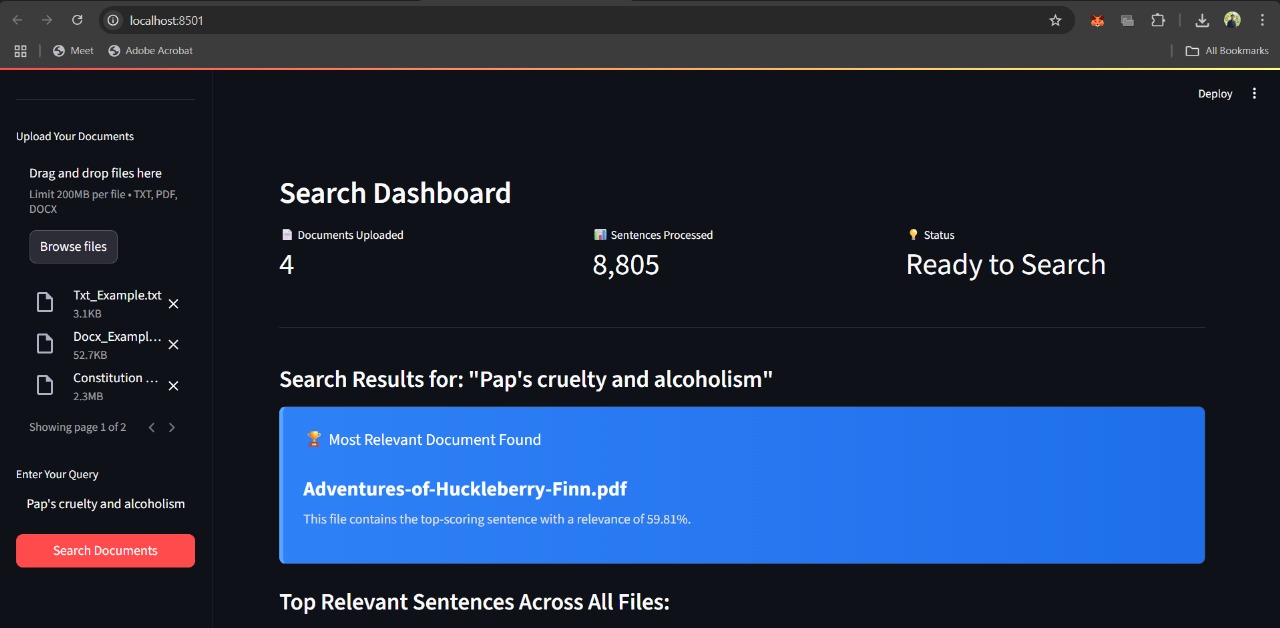 localhost:8501
Meet
Adobe Acrobat
All Bookmarks
Deploy
Upload Your Documents
Drag and drop files here
Limit 200MB per file • TXT, PDF,
DOCX
Browse files
Txt_Example.txt
3.1KB
Docx_Exampl...
52.7KB
Constitution ...
2.3MB
Showing page 1 of 2
Enter Your Query
Pap's cruelty and alcoholism
Search Documents
Search Dashboard
Documents Uploaded
4
Sentences Processed
8,805
Status
Ready to Search
Search Results for: "Pap's cruelty and alcoholism"
Most Relevant Document Found
Adventures-of-Huckleberry-Finn.pdf
This file contains the top-scoring sentence with a relevance of 59.81%.
Top Relevant Sentences Across All Files: